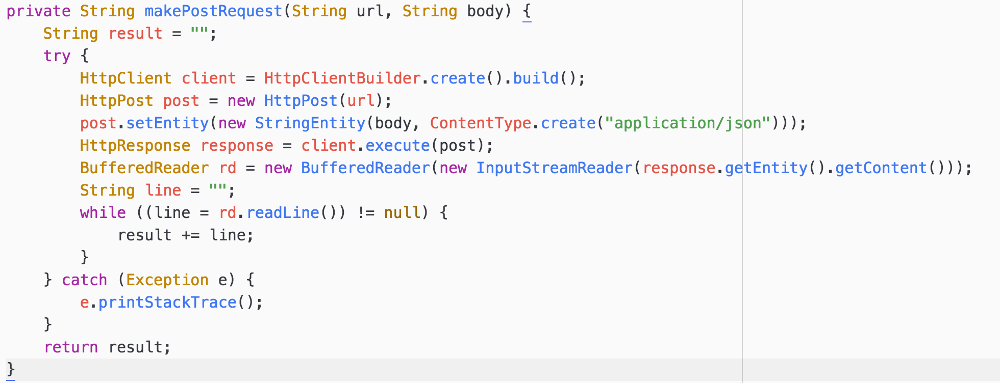 private String makePostRequest(String url, String body) {
    String result = "";
    try {
        HttpClient client = HttpClientBuilder.create().build();
        HttpPost post = new HttpPost(url);
        post.setEntity(new StringEntity(body, ContentType.create("application/json")));
        HttpResponse response = client.execute(post);
        BufferedReader rd = new BufferedReader(new InputStreamReader(response.getEntity().getContent()));
        String line = "";
        while ((line = rd.readLine()) != null) {
            result += line;
        }
    } catch (Exception e) {
        e.printStackTrace();
    }
    return result;
}